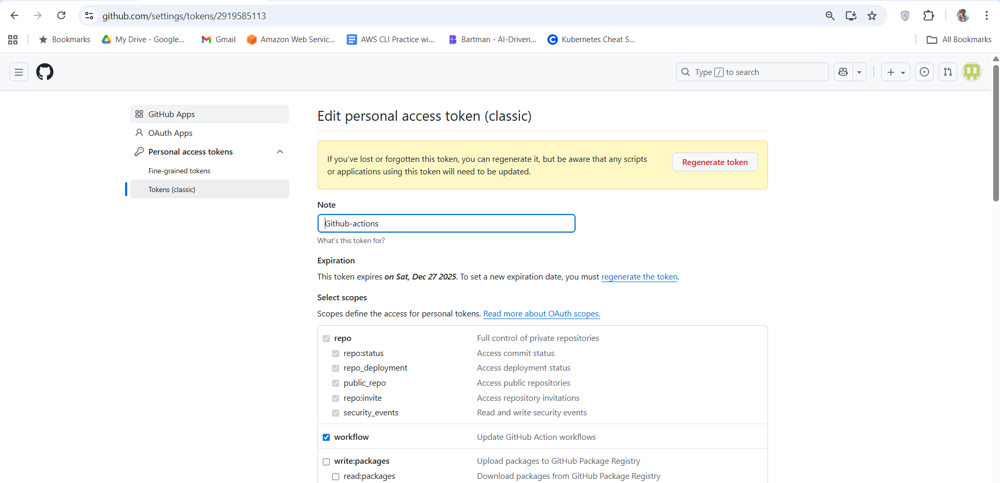 github.com/settings/tokens/2919585113
Bookmarks My Drive - Google... Gmail Amazon Web Servic... AWS CLI Practice wi... Bartman - AI-Driven... Kubernetes Cheat S... All Bookmarks
Type / to search
GitHub Apps
OAuth Apps
Personal access tokens
Fine-grained tokens
Tokens (classic)
Edit personal access token (classic)
If you've lost or forgotten this token, you can regenerate it, but be aware that any scripts
or applications using this token will need to be updated.
Regenerate token
Note
Github-actions
What's this token for?
Expiration
This token expires on Sat, Dec 27 2025. To set a new expiration date, you must regenerate the token.
Select scopes
Scopes define the access for personal tokens. Read more about OAuth scopes.
repo Full control of private repositories
repo:status Access commit status
repo_deployment Access deployment status
public_repo Access public repositories
repo:invite Access repository invitations
security_events Read and write security events
workflow Update GitHub Action workflows
write:packages Upload packages to GitHub Package Registry
read:packages Download packages from GitHub Package Registry